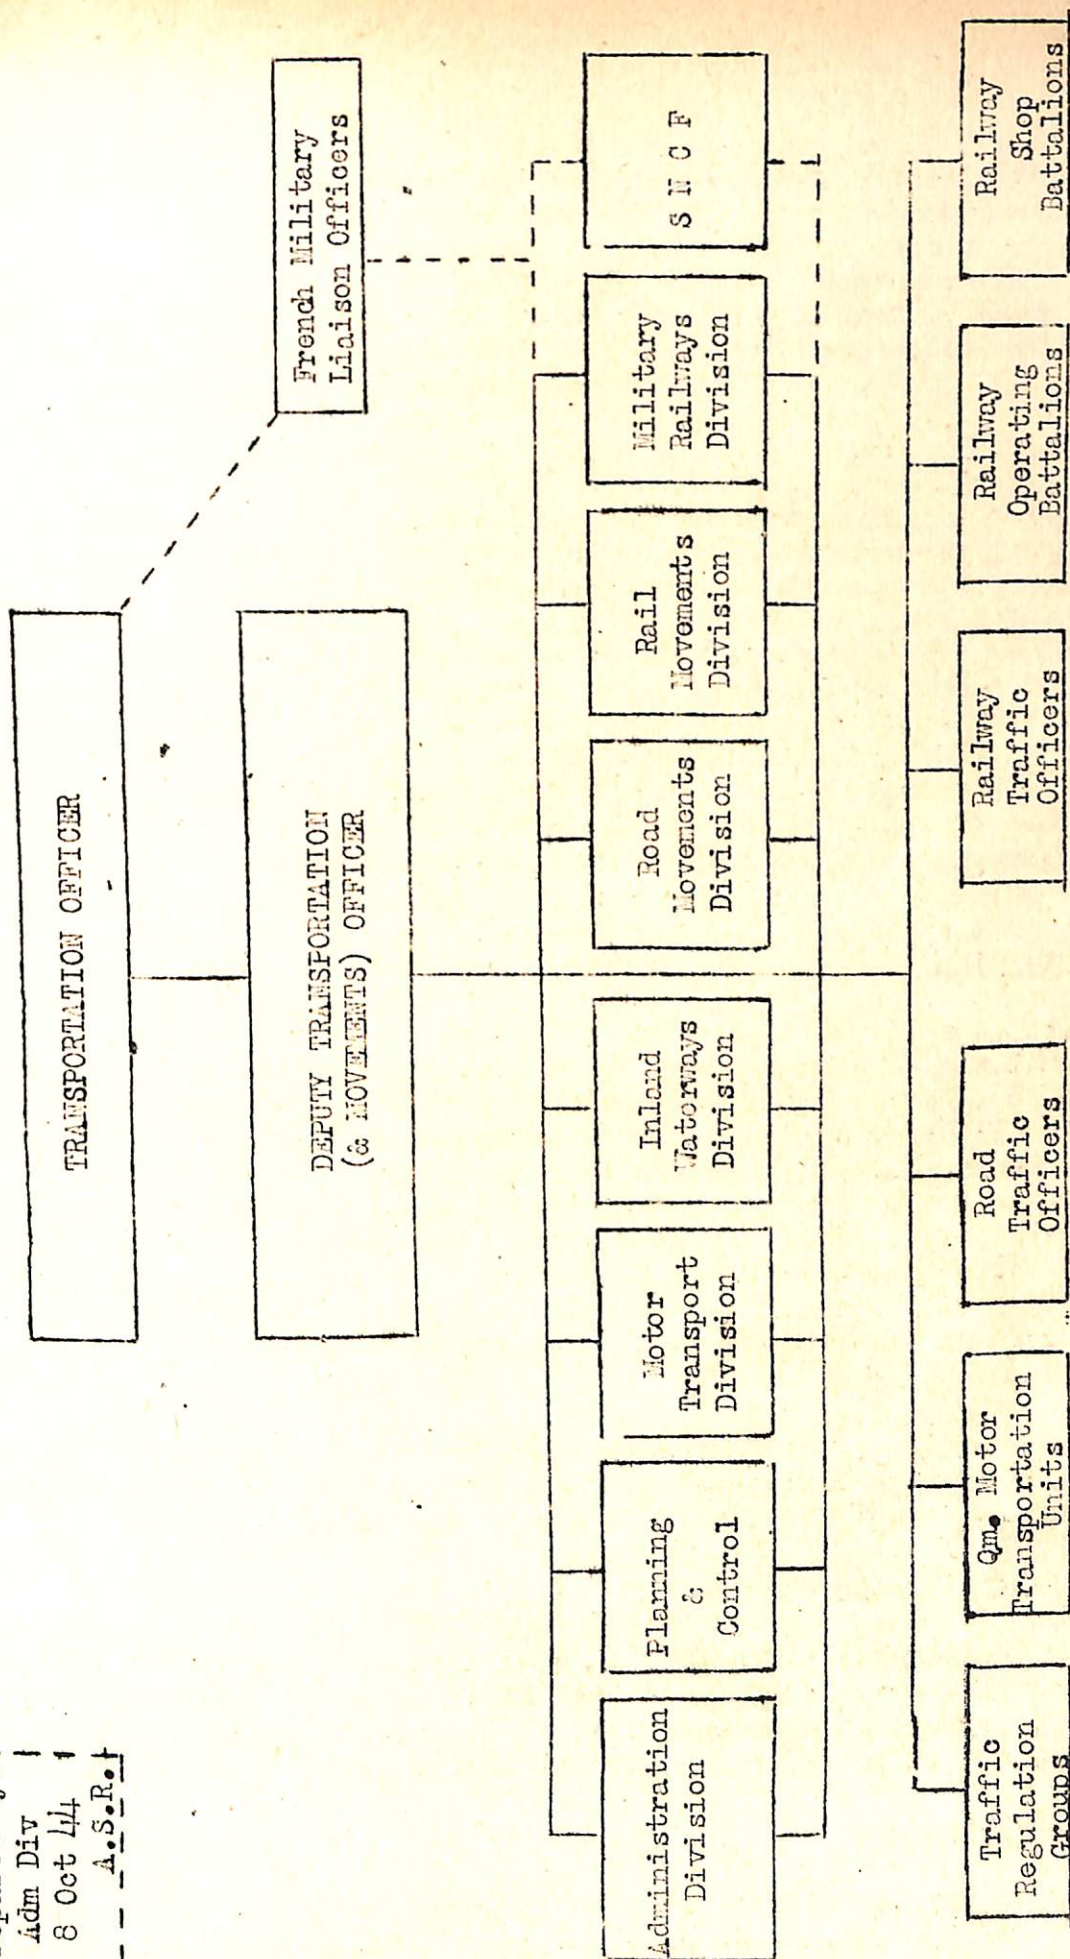 Adm Div
8 Oct 44
A.S.R.
TRANSPORTATION OFFICER
French Military
Liaison Officers
DEPUTY TRANSPORTATION
(& MOVEMENTS) OFFICER
Administration
Division
Planning
&
Control
Motor
Transport
Division
Inland
Waterways
Division
Road
Movements
Division
Rail
Movements
Division
Military
Railways
Division
S N C F
Traffic
Regulation
Groups
Qm. Motor
Transportation
Units
Road
Traffic
Officers
Railway
Traffic
Officers
Railway
Operating
Battalions
Railway
Shop
Battalions